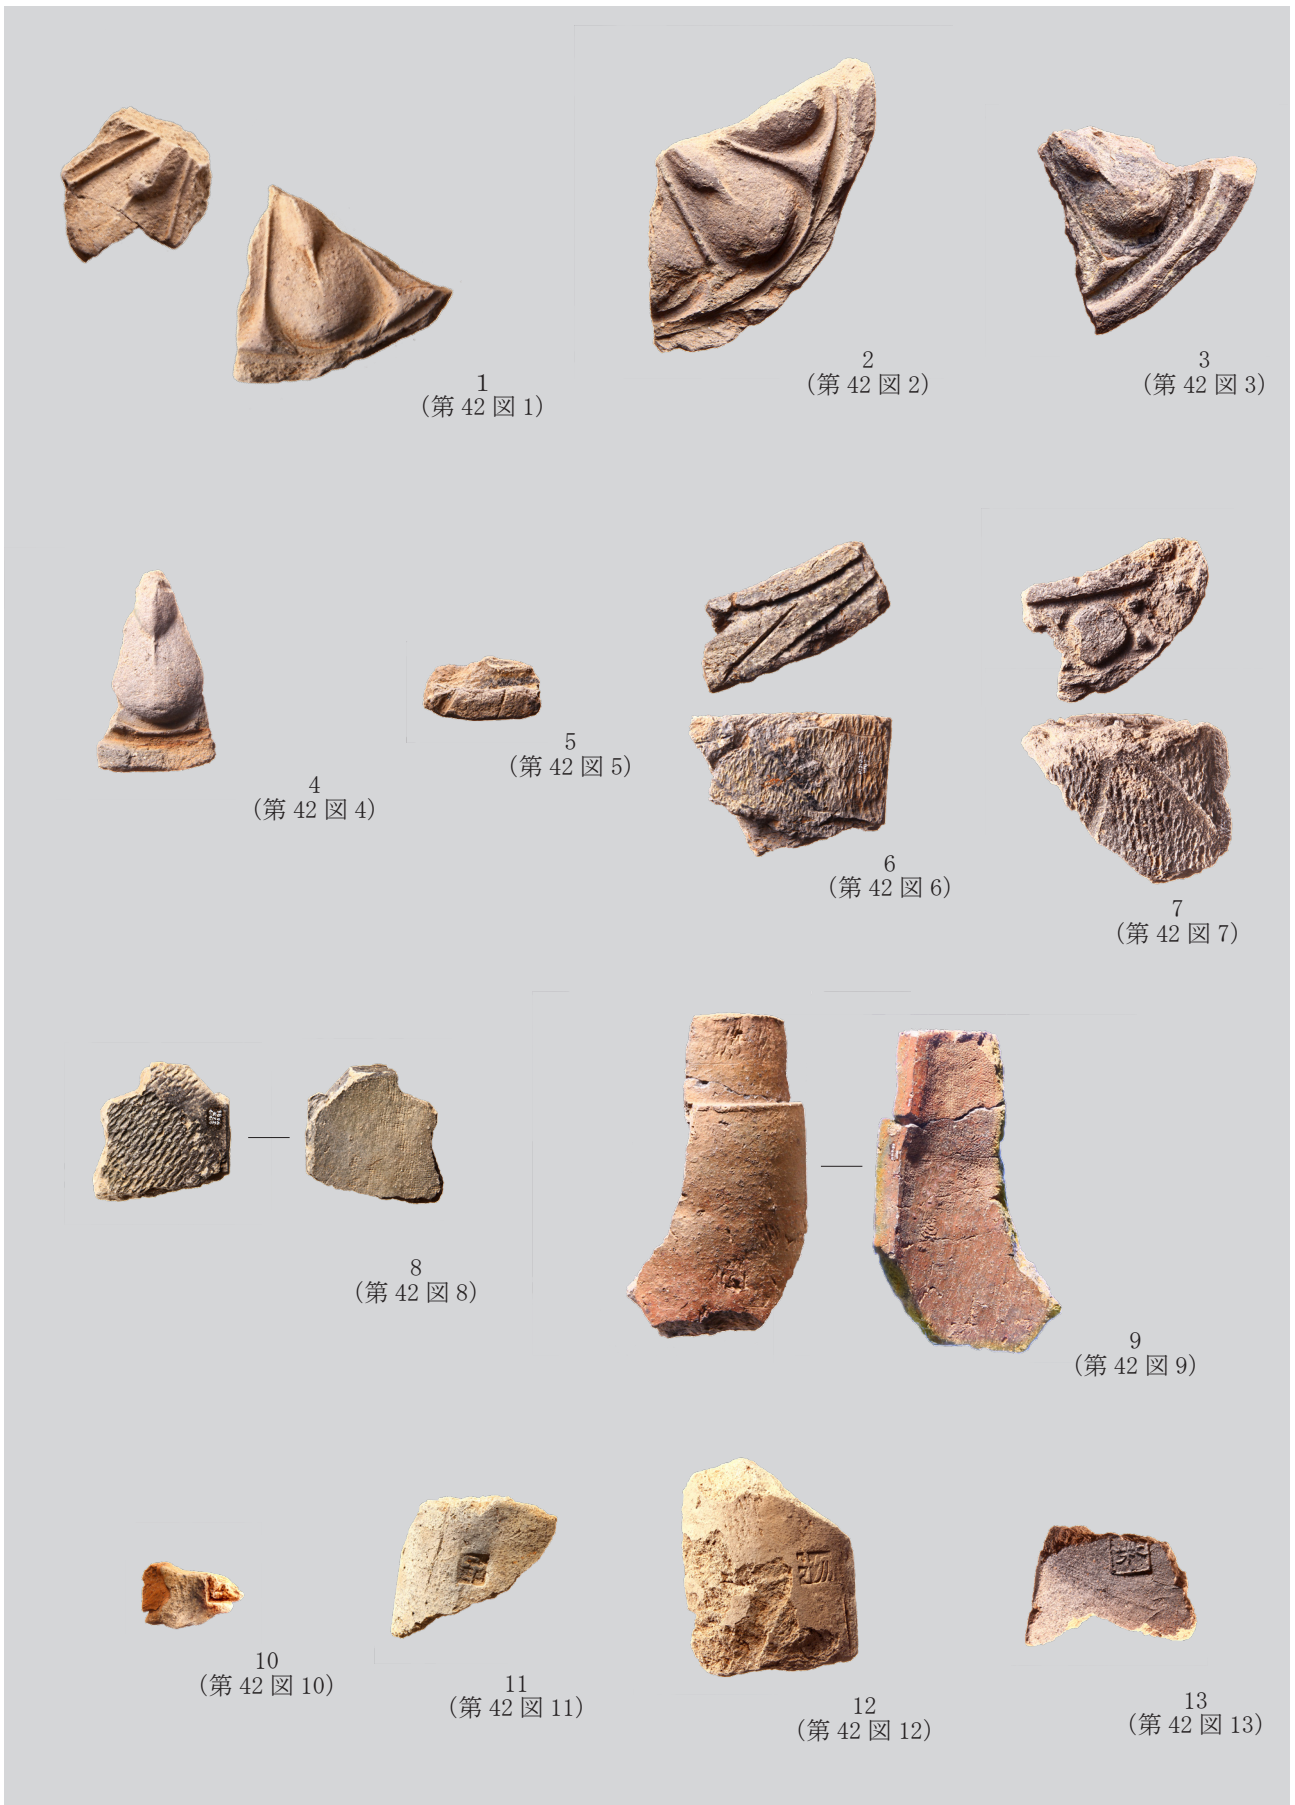 1
（第 42 図 1）
2
（第 42 図 2）
3
（第 42 図 3）
4
（第 42 図 4）
5
（第 42 図 5）
6
（第 42 図 6）
7
（第 42 図 7）
8
（第 42 図 8）
9
（第 42 図 9）
10
（第 42 図 10）
11
（第 42 図 11）
12
（第 42 図 12）
13
（第 42 図 13）